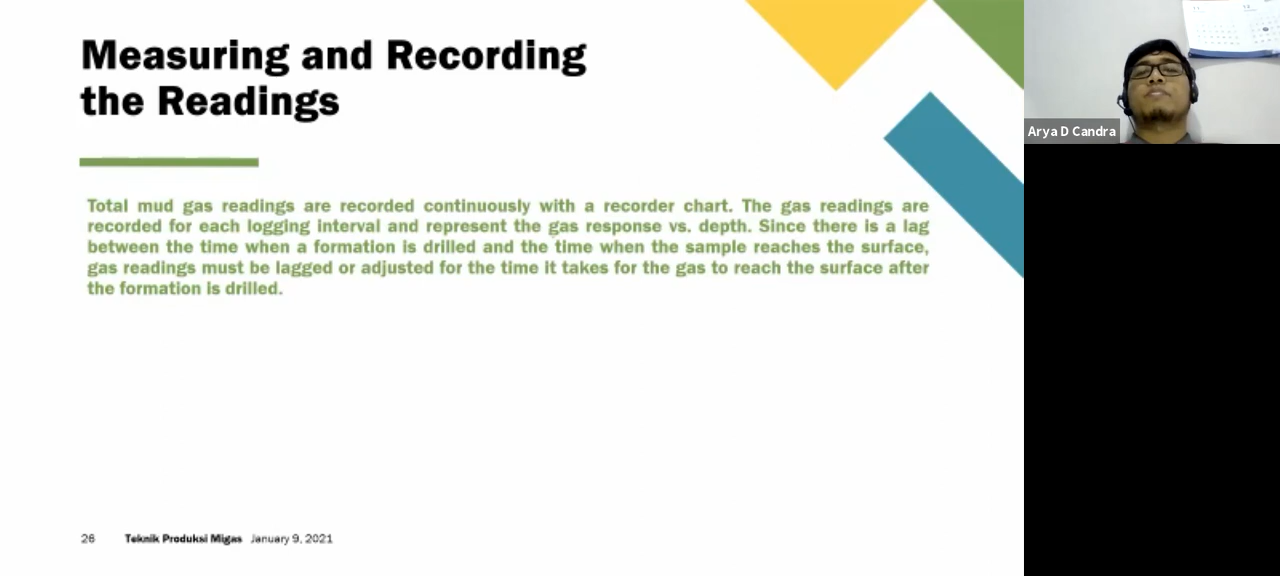 Measuring and Recording
the Readings
Total mud gas readings are recorded continuously with a recorder chart. The gas readings are
recorded for each logging interval and represent the gas response vs. depth. Since there is a lag
between the time when a formation is drilled and the time when the sample reaches the surface,
gas readings must be lagged or adjusted for the time it takes for the gas to reach the surface after
the formation is drilled.
26 Teknik Produksi Migas January 9, 2021
Arya D Candra